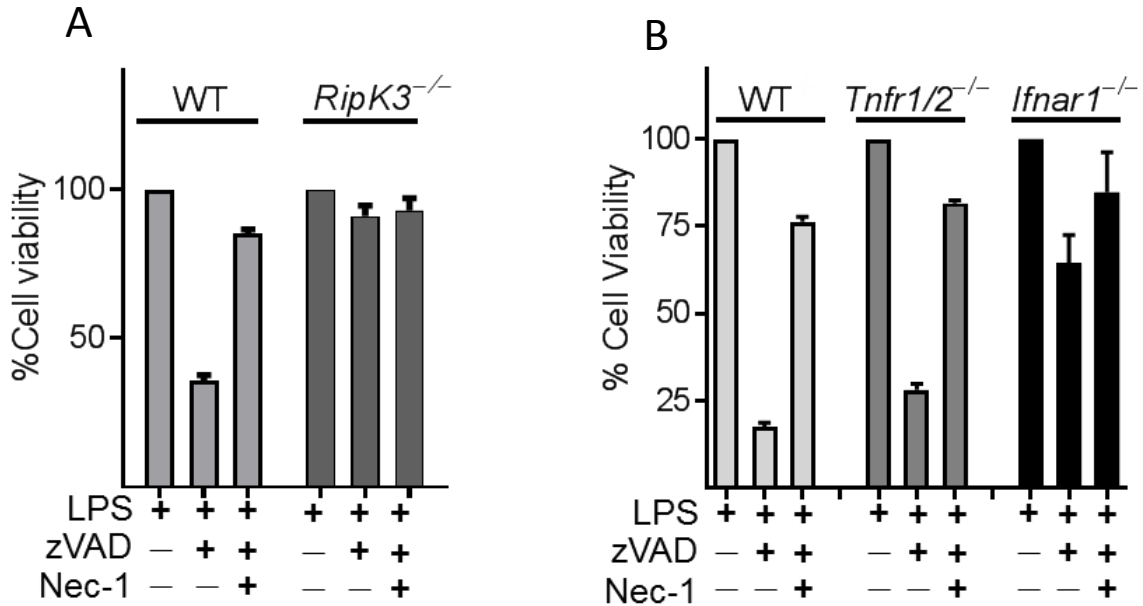 A
WT RipK3–/–
%Cell viability
100
50
LPS + + + + + +
zVAD — + + — + +
Nec-1 — — + — — +
B
WT Tnfr1/2–/– Ifnar1–/–
% Cell Viability
100
75
50
25
LPS + + + + + + + + +
zVAD — + + — + + — + +
Nec-1 — — + — — + — — +